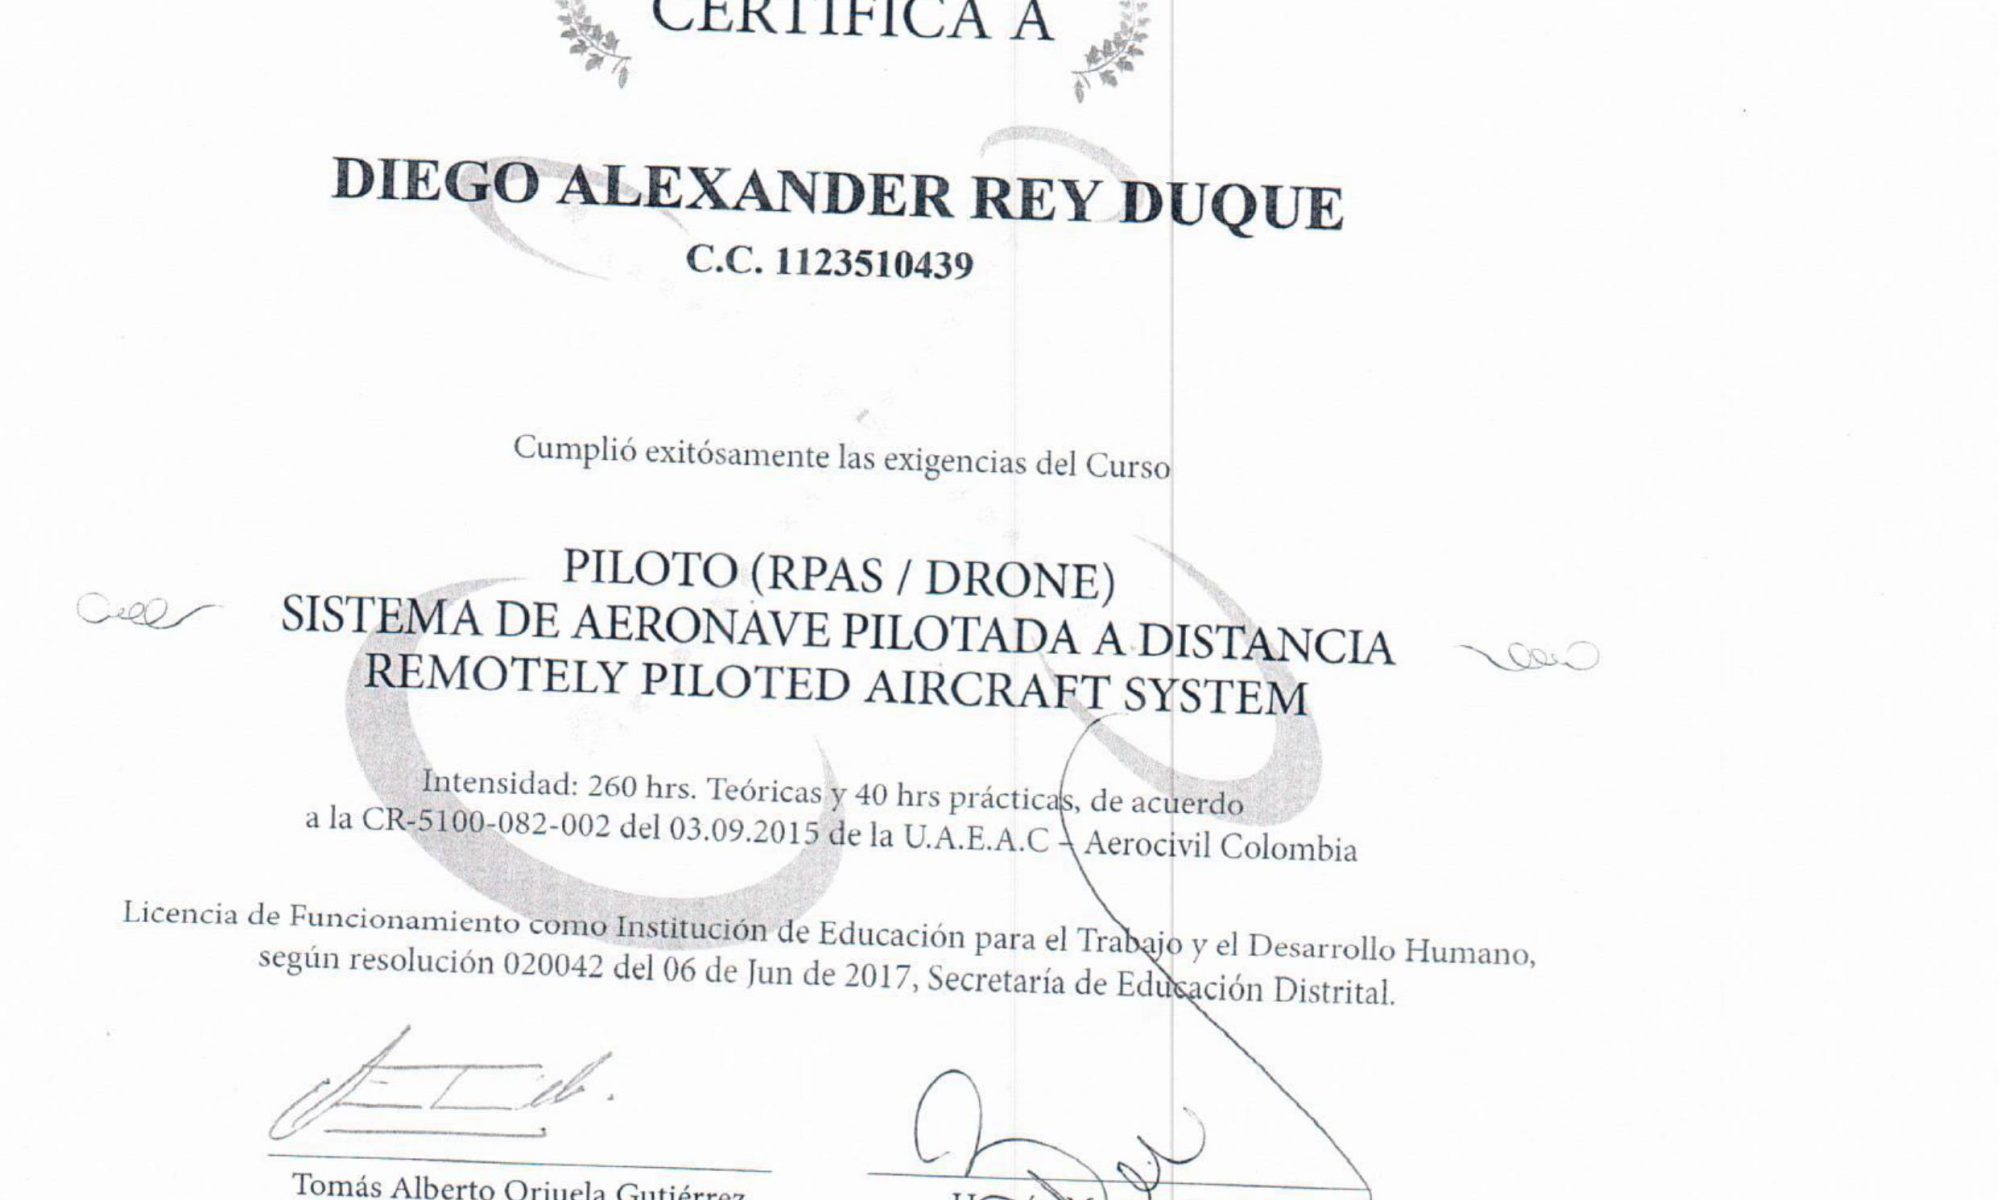 CERTIFICA A
DIEGO ALEXANDER REY DUQUE
C.C. 1123510439
Cumplió exitósamente las exigencias del Curso
PILOTO (RPAS / DRONE)
SISTEMA DE AERONAVE PILOTADA A DISTANCIA
REMOTELY PILOTED AIRCRAFT SYSTEM
Intensidad: 260 hrs. Teóricas y 40 hrs prácticas, de acuerdo
a la CR-5100-082-002 del 03.09.2015 de la U.A.E.A.C - Aerocivil Colombia
Licencia de Funcionamiento como Institución de Educación para el Trabajo y el Desarrollo Humano,
según resolución 020042 del 06 de Jun de 2017, Secretaría de Educación Distrital.
Tomás Alberto Orjuela Gutiérrez